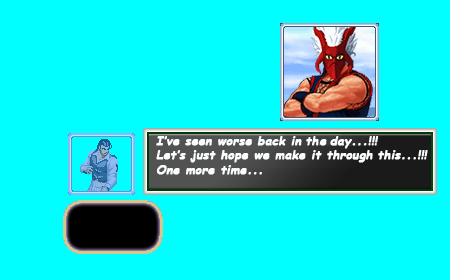 I've seen worse back in the day...!!!
Let's just hope we make it through this...!!!
One more time...